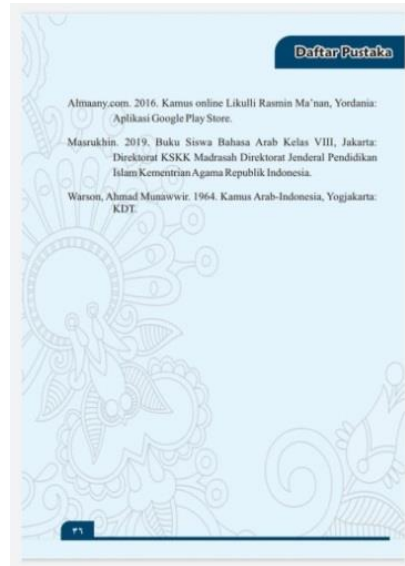 Daftar Pustaka
Almaany.com. 2016. Kamus online Likulli Rasmin Ma'nan, Yordania:
Aplikasi Google Play Store.
Masrukhin. 2019. Buku Siswa Bahasa Arab Kelas VIII, Jakarta:
Direktorat KSKK Madrasah Direktorat Jenderal Pendidikan
Islam Kementrian Agama Republik Indonesia.
Warson, Ahmad Munawwir. 1964. Kamus Arab-Indonesia, Yogjakarta:
KDT.
٣٦